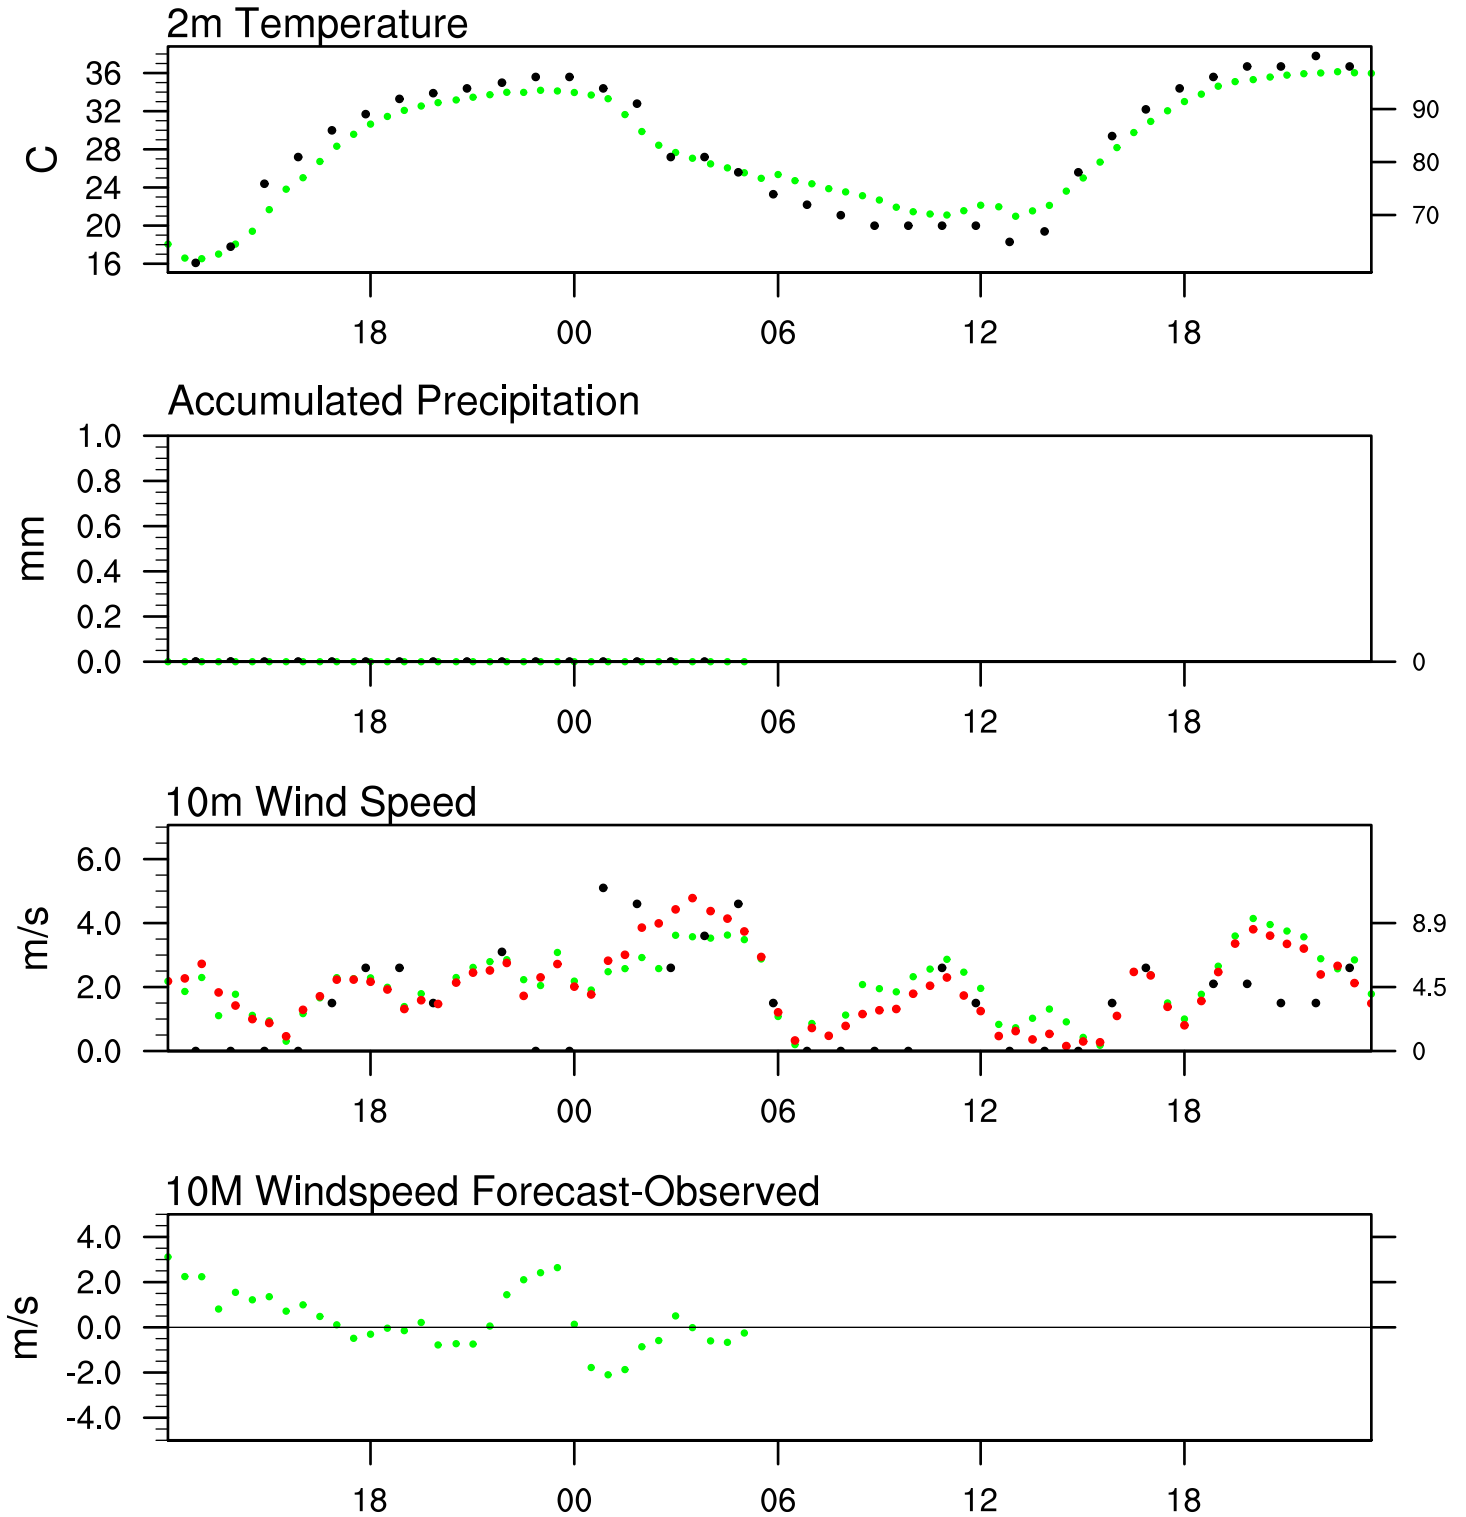 2m Temperature
C
36
32
28
24
20
16
90
80
70
18 00 06 12 18
Accumulated Precipitation
mm
1.0
0.8
0.6
0.4
0.2
0.0
0
18 00 06 12 18
10m Wind Speed
m/s
6.0
4.0
2.0
0.0
8.9
4.5
0
18 00 06 12 18
10M Windspeed Forecast-Observed
m/s
4.0
2.0
0.0
-2.0
-4.0
18 00 06 12 18